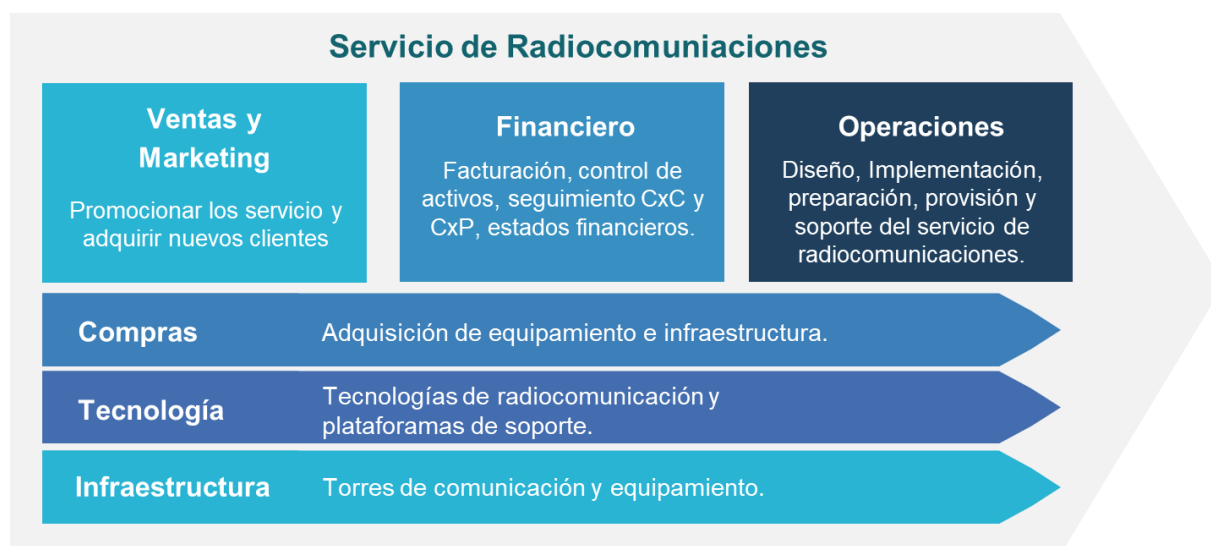 Servicio de Radiocomuniaciones
Ventas y
Marketing
Promocionar los servicio y
adquirir nuevos clientes
Financiero
Facturación, control de
activos, seguimiento CxC y
CxP, estados financieros.
Operaciones
Diseño, Implementación,
preparación, provisión y
soporte del servicio de
radiocomunicaciones.
Compras
Adquisición de equipamiento e infraestructura.
Tecnología
Tecnologías de radiocomunicación y
plataforamas de soporte.
Infraestructura
Torres de comunicación y equipamiento.